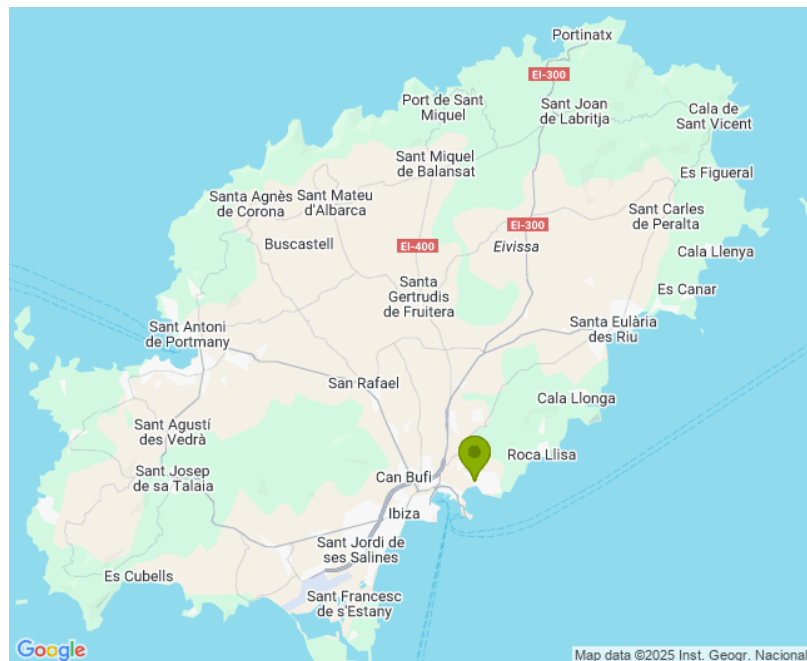 Portinatx
EI-300
Port de Sant
Miquel
Sant Joan
de Labritja
Cala de
Sant Vicent
Sant Miquel
de Balansat
Es Figueral
Santa Agnès
de Corona
Sant Mateu
d'Albarca
Sant Carles
de Peralta
EI-300
Buscastell
EI-400
Eivissa
Cala Llenya
Santa
Gertrudis
de Fruitera
Es Canar
Sant Antoni
de Portmany
Santa Eulària
des Riu
San Rafael
Cala Llonga
Sant Agustí
des Vedrà
Roca Llisa
Sant Josep
de sa Talaia
Can Bufi
Ibiza
Sant Jordi de
ses Salines
Es Cubells
Sant Francesc
de s'Estany
Google
Map data ©2025 Inst. Geogr. Nacional